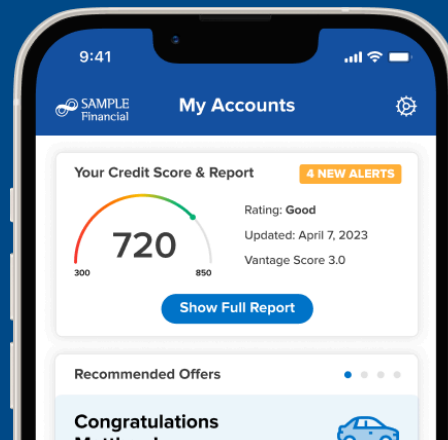 9:41
SAMPLE
Financial
My Accounts
Your Credit Score & Report
4 NEW ALERTS
720
300
850
Rating: Good
Updated: April 7, 2023
Vantage Score 3.0
Show Full Report
Recommended Offers
Congratulations